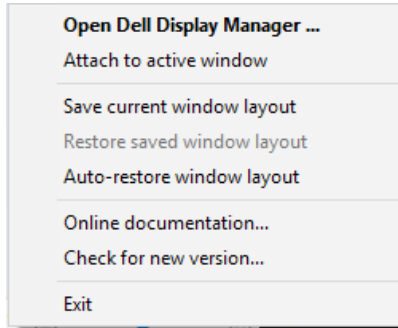 Open Dell Display Manager ...
Attach to active window
Save current window layout
Restore saved window layout
Auto-restore window layout
Online documentation...
Check for new version...
Exit